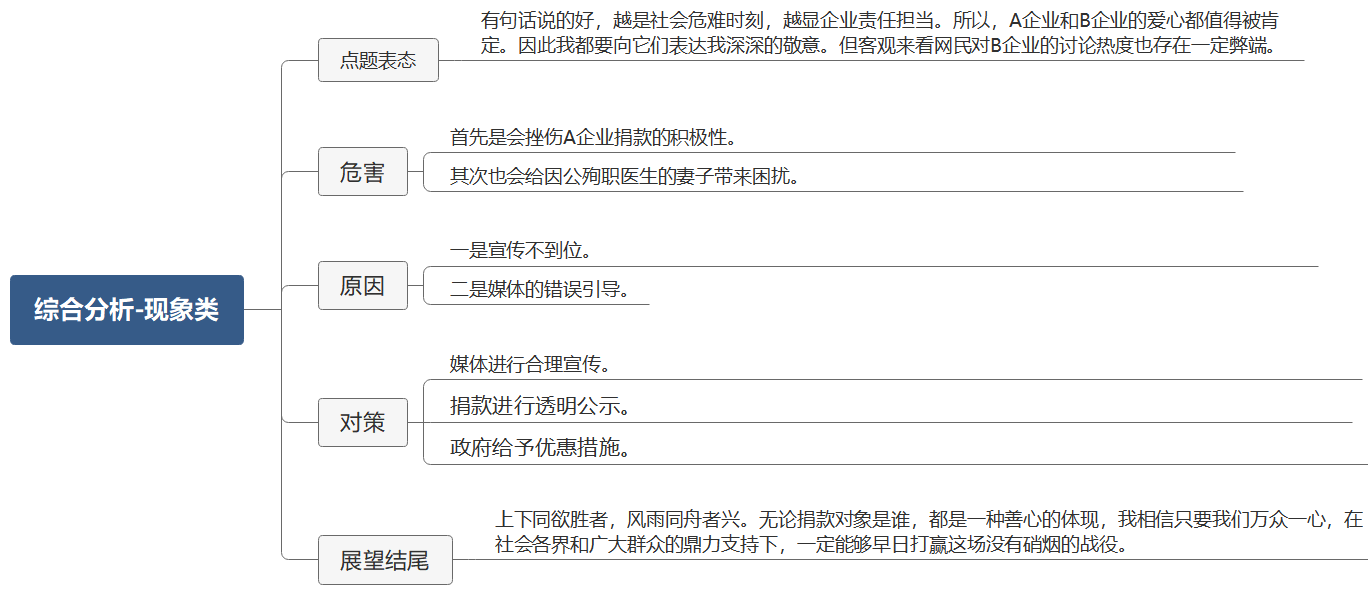 有句话说的好，越是社会危难时刻，越显企业责任担当。所以，A企业和B企业的爱心都值得被肯
定。因此我都要向它们表达我深深的敬意。但客观来看网民对B企业的讨论热度也存在一定弊端。
点题表态
首先是会挫伤A企业捐款的积极性。
危害
其次也会给因公殉职医生的妻子带来困扰。
一是宣传不到位。
原因
二是媒体的错误引导。
综合分析-现象类
媒体进行合理宣传。
捐款进行透明公示。
对策
政府给予优惠措施。
上下同欲胜者，风雨同舟者兴。无论捐款对象是谁，都是一种善心的体现，我相信只要我们万众一心，在
社会各界和广大群众的鼎力支持下，一定能够早日打赢这场没有硝烟的战役。
展望结尾